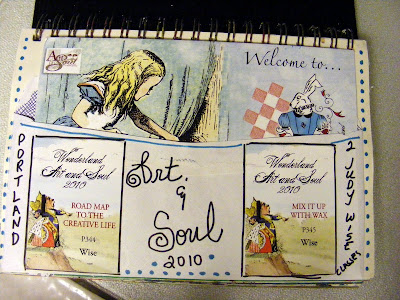 Art &
Soul
Welcome to...
PORTLAND
Wonderland
Art and Soul
2010
ROAD MAP
TO THE
CREATIVE LIFE
P344
Wise
Art
&
Soul
2010
Wonderland
Art and Soul
2010
MIX IT UP
WITH WAX
P345
Wise
2 JUDY WISE
CLASSES